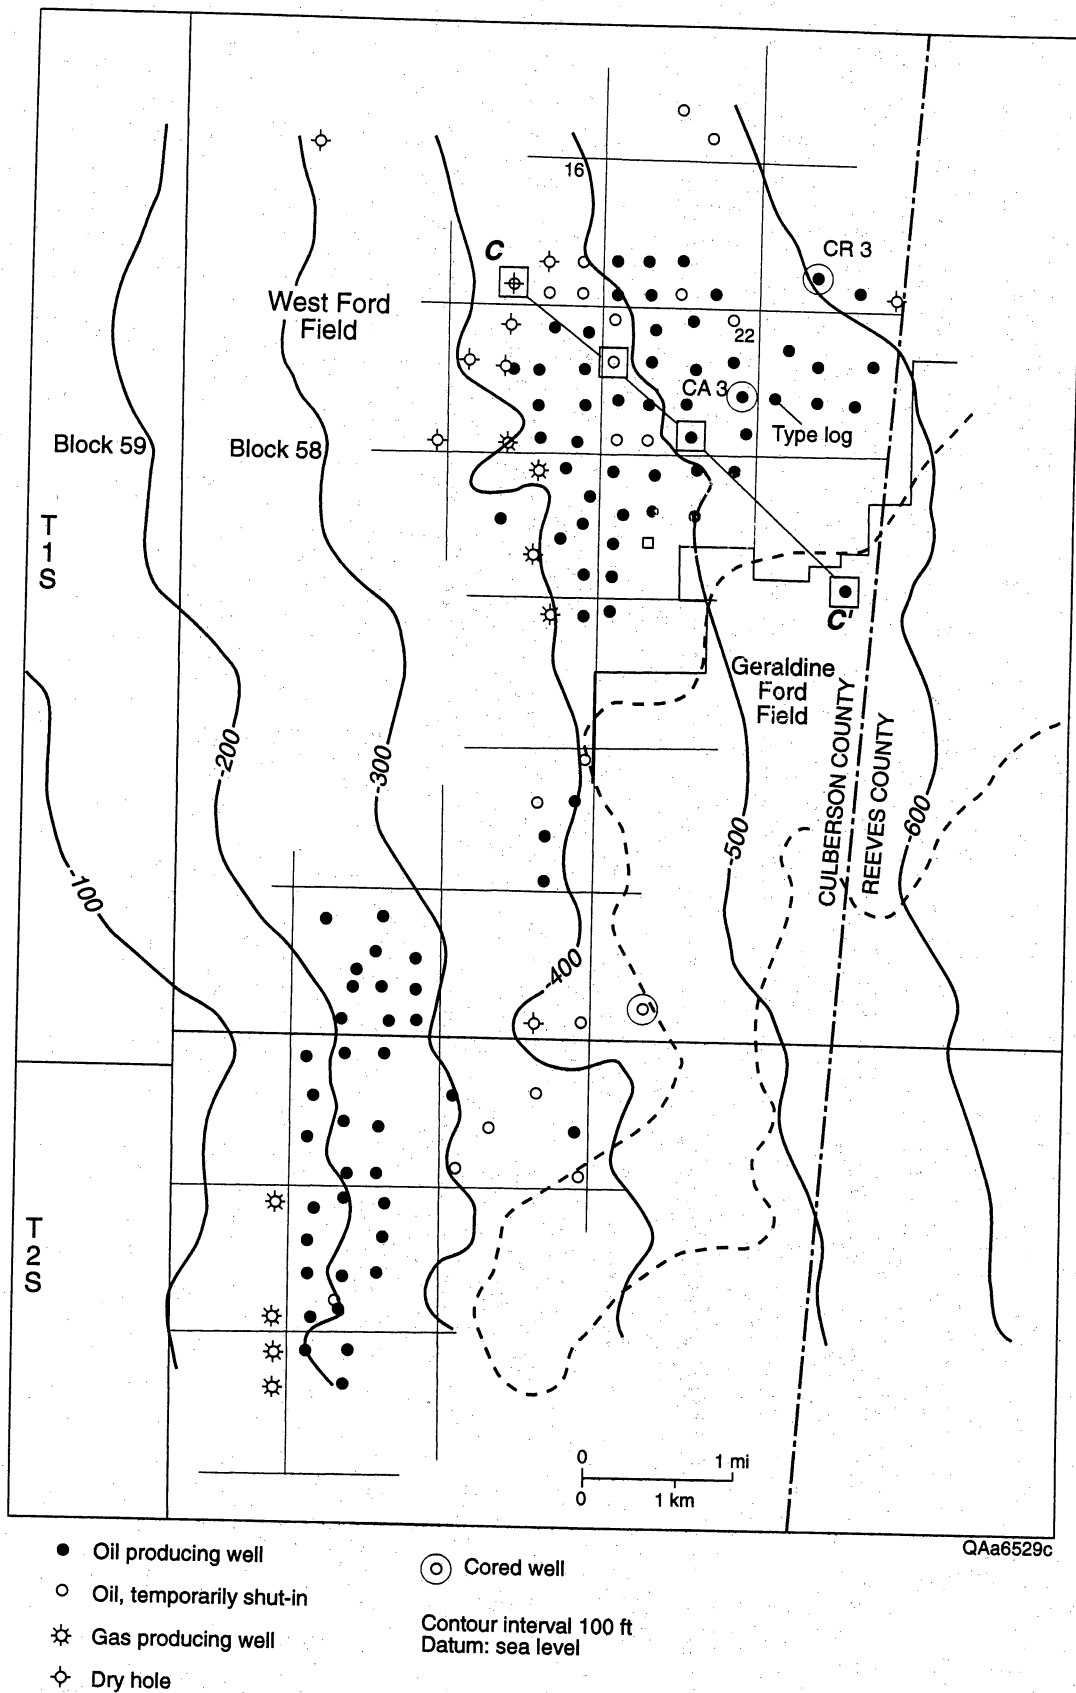 16
CR 3
C
West Ford
Field
22
CA 3
Type log
Block 59
Block 58
T
1
S
C'
Geraldine
Ford
Field
CULBERSON COUNTY
REEVES COUNTY
-200
-300
-500
-600
-100
-400
T
2
S
0 1 mi
0 1 km
QAa6529c
Oil producing well
Cored well
Oil, temporarily shut-in
Contour interval 100 ft
Gas producing well
Datum: sea level
Dry hole